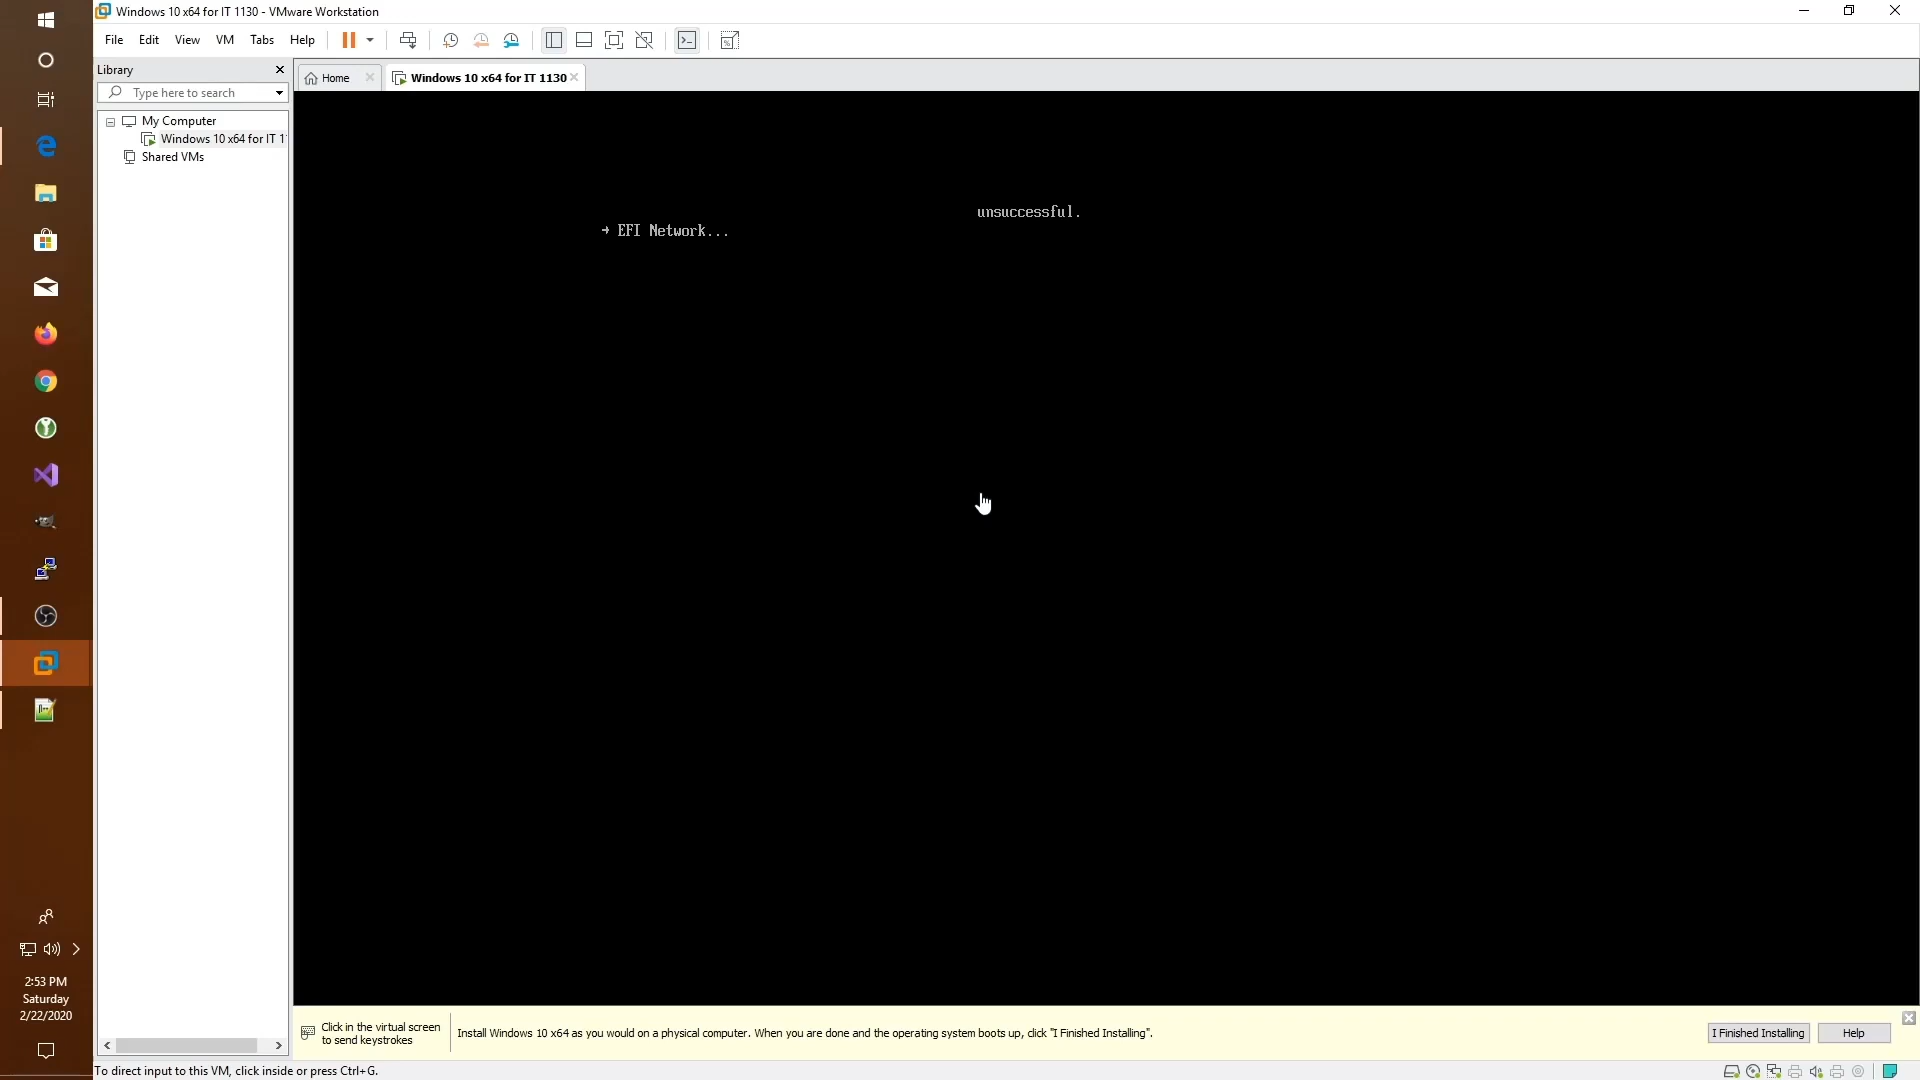 Windows 10 x64 for IT 1130 - VMware Workstation
File Edit View VM Tabs Help
Library
Type here to search
My Computer
Windows 10 x64 for IT 1
Shared VMs
Home
Windows 10 x64 for IT 1130
unsuccessful.
→ EFI Network...
2:53 PM
Saturday
2/22/2020
Click in the virtual screen
to send keystrokes
Install Windows 10 x64 as you would on a physical computer. When you are done and the operating system boots up, click "I Finished Installing".
I Finished Installing
Help
To direct input to this VM, click inside or press Ctrl+G.